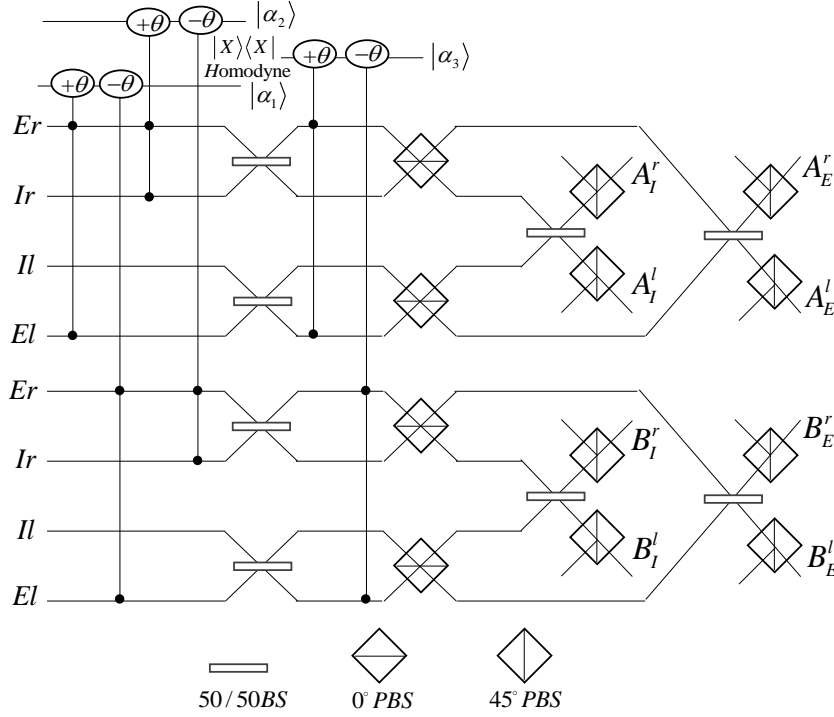 +θ −θ |α₂⟩
|X⟩⟨X| +θ −θ |α₃⟩
Homodyne
+θ −θ |α₁⟩
Er
Ir
Il
El
Er
Ir
Il
El
A_I^r A_E^r
A_I^l A_E^l
B_I^r B_E^r
B_I^l B_E^l
50/50BS 0° PBS 45° PBS